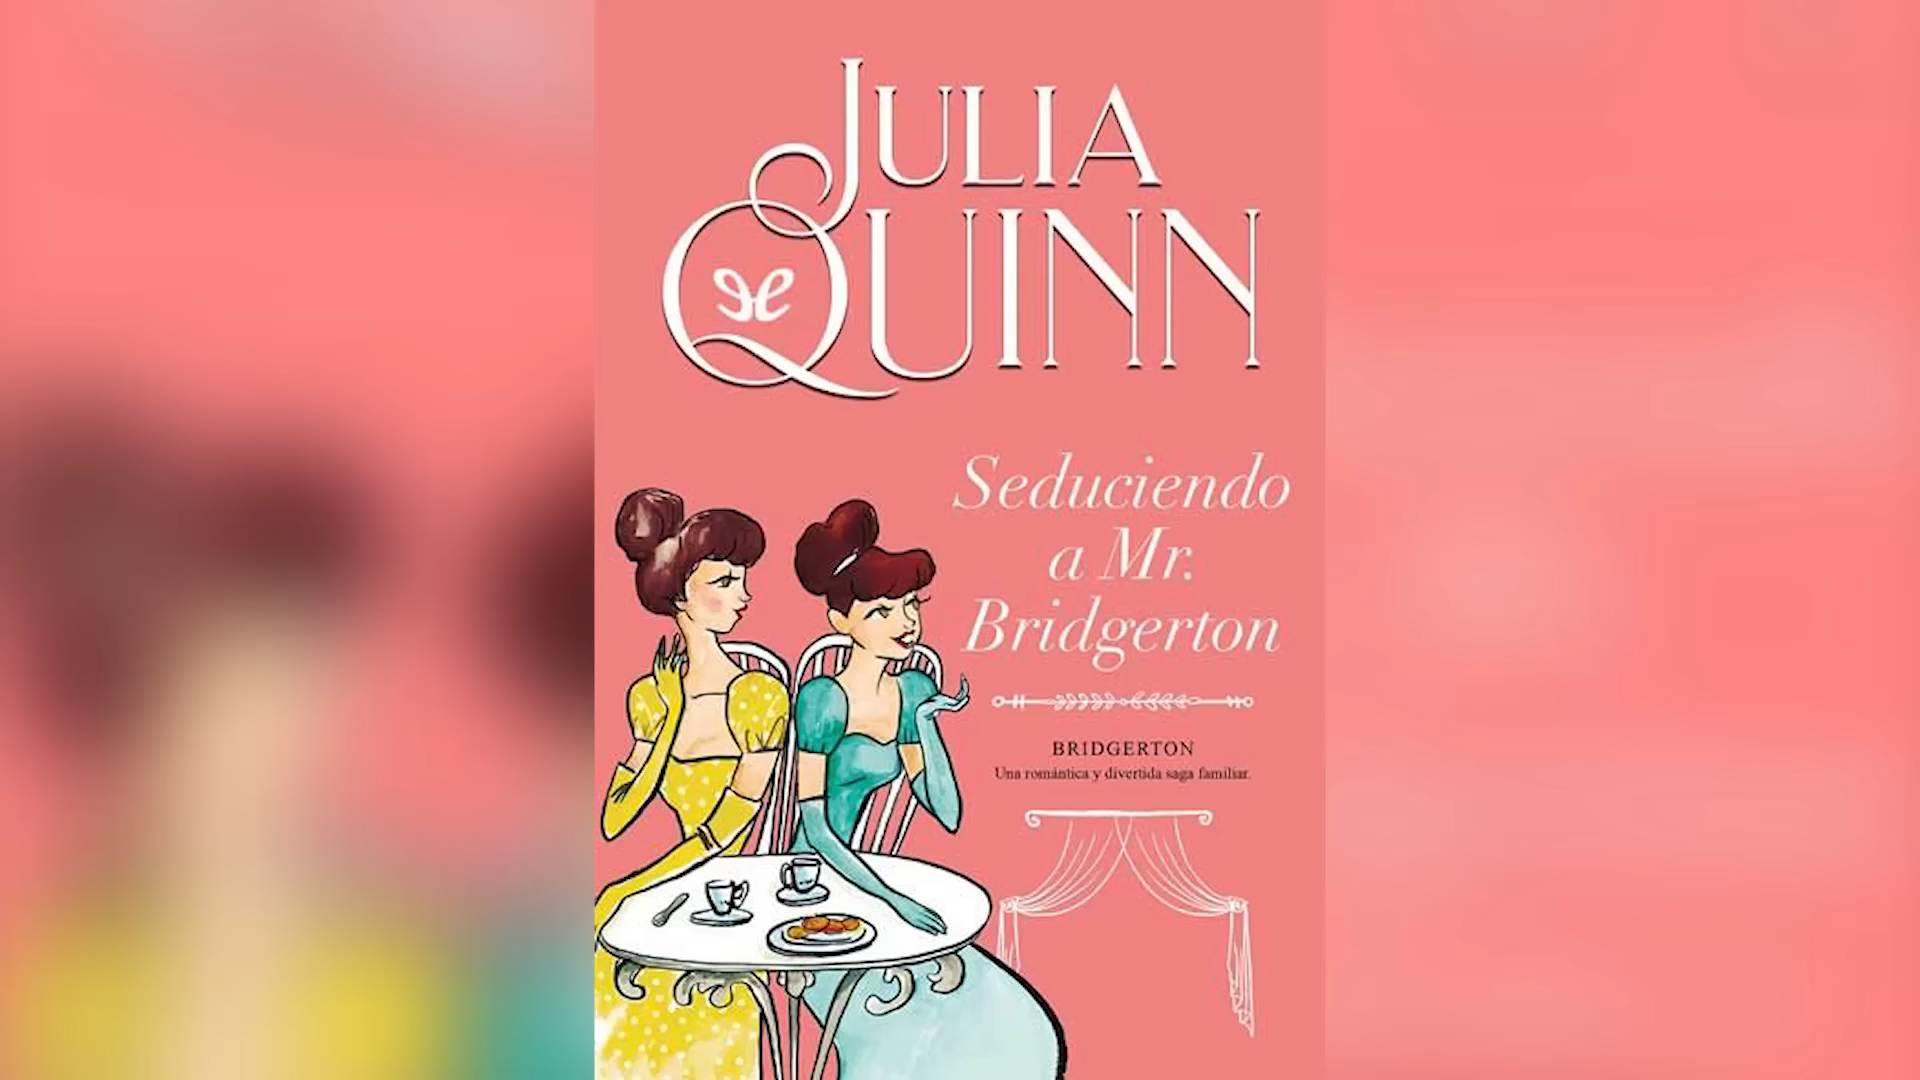 JULIA
QUINN
Seduciendo
a Mr.
Bridgerton
BRIDGERTON
Una romántica y divertida saga familiar.